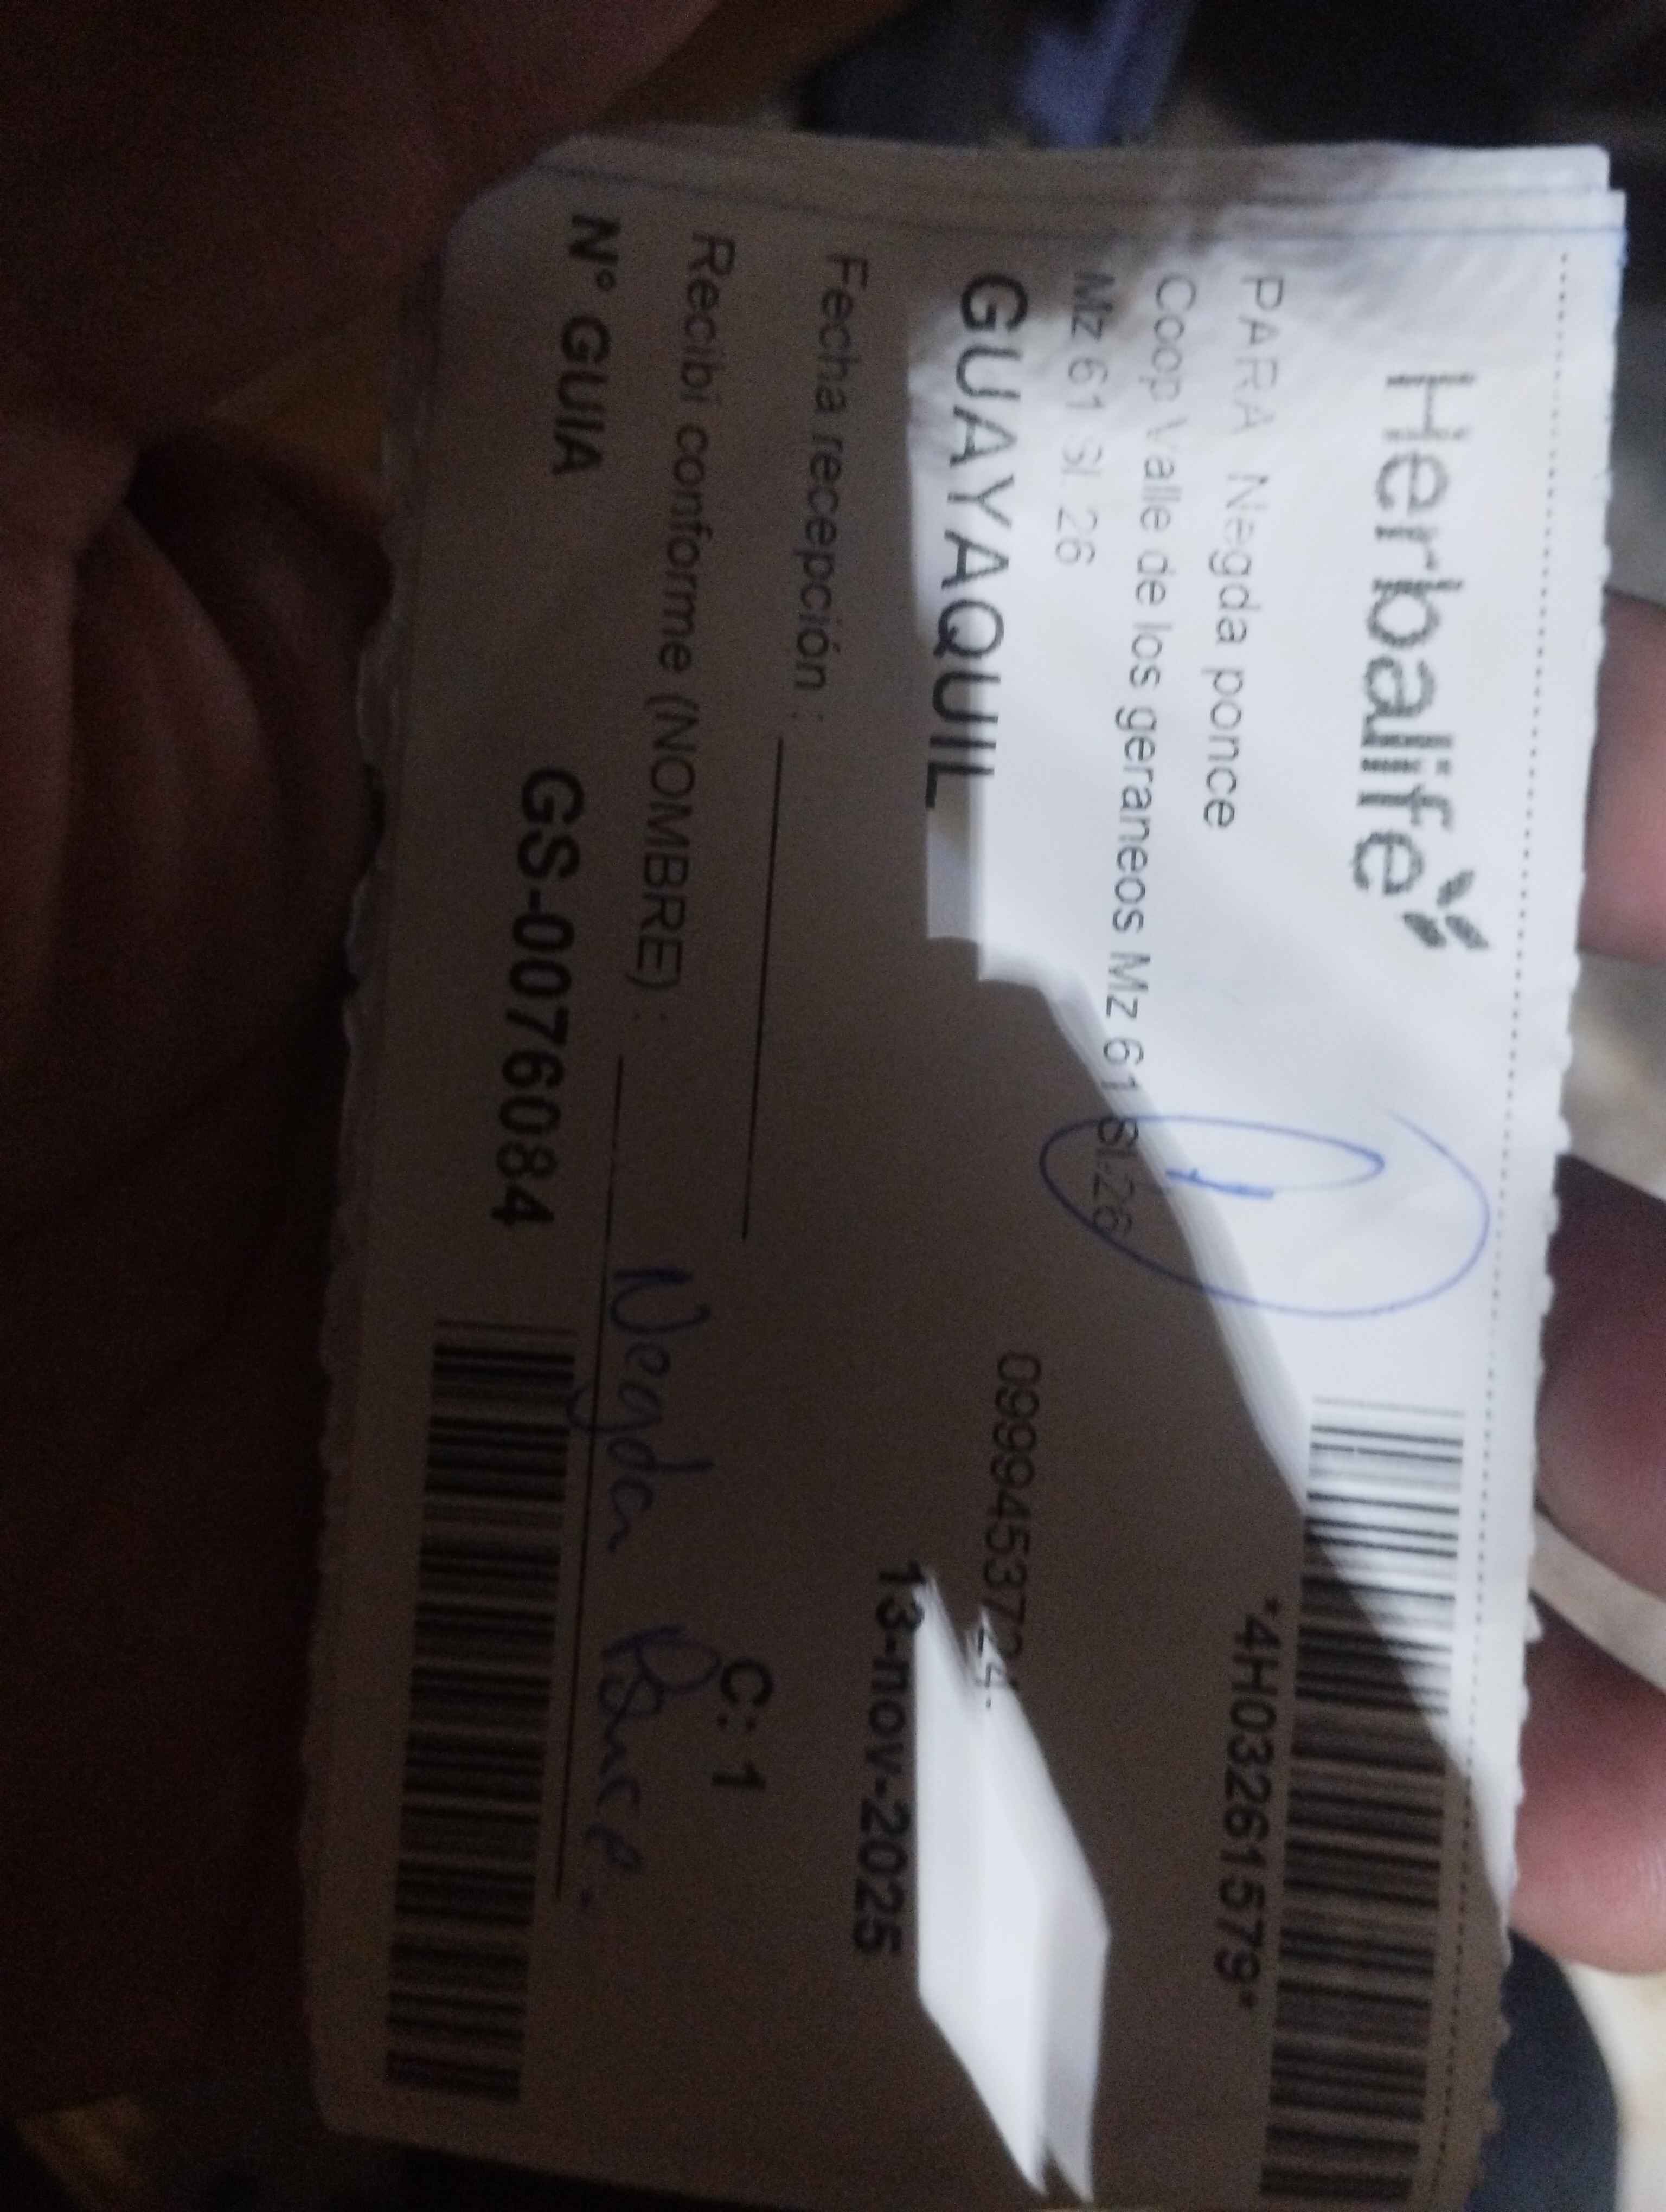 Herbalife
*4H03261579*
PARA Negda ponce
Coop Valle de los geraneos Mz 61 Sl.26
Mz 61 Sl. 26
GUAYAQUIL
13-nov-2025
Fecha recepción :
C: 1
Recibí conforme (NOMBRE) : Negda Ponce.
N° GUIA GS-0076084